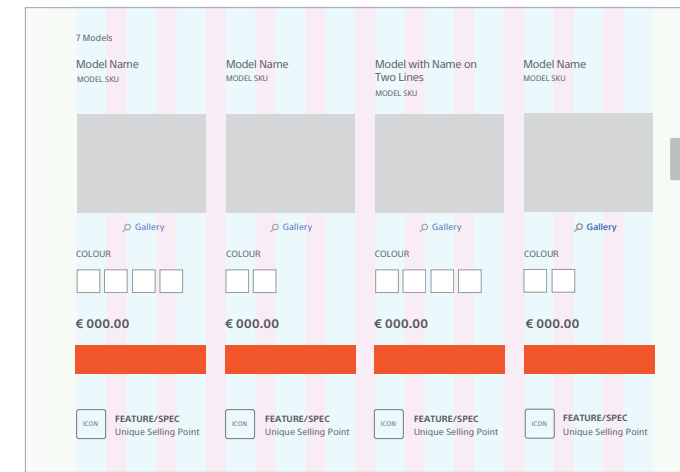 7 Models
Model Name
MODEL SKU
Model Name
MODEL SKU
Model with Name on
Two Lines
MODEL SKU
Model Name
MODEL SKU
Gallery
Gallery
Gallery
Gallery
COLOUR
COLOUR
COLOUR
COLOUR
€ 000.00
€ 000.00
€ 000.00
€ 000.00
ICON
FEATURE/SPEC
Unique Selling Point
ICON
FEATURE/SPEC
Unique Selling Point
ICON
FEATURE/SPEC
Unique Selling Point
ICON
FEATURE/SPEC
Unique Selling Point